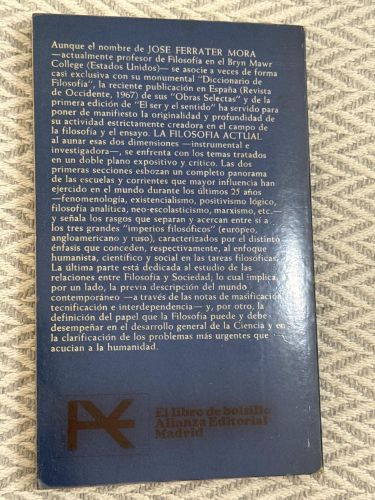 Aunque el nombre de JOSE FERRATER MORA
—actualmente profesor de Filosofía en el Bryn Mawr
College (Estados Unidos)— se asocie a veces de forma
casi exclusiva con su monumental "Diccionario de
Filosofía", la reciente publicación en España (Revista
de Occidente, 1967) de sus "Obras Selectas" y de la
primera edición de "El ser y el sentido" ha servido para
poner de manifiesto la originalidad y profundidad de
su actividad estrictamente creadora en el campo de
la filosofía y el ensayo. LA FILOSOFIA ACTUAL
al aunar esas dos dimensiones —instrumental e
investigadora—, se enfrenta con los temas tratados
en un doble plano expositivo y crítico. Las dos
primeras secciones esbozan un completo panorama
de las escuelas y corrientes que mayor influencia han
ejercido en el mundo durante los últimos 25 años
—fenomenología, existencialismo, positivismo lógico,
filosofía analítica, neo-escolasticismo, marxismo, etc.—
y señala los rasgos que separan y acercan entre sí a
los tres grandes "imperios filosóficos" (europeo,
angloamericano y ruso), caracterizados por el distinto
énfasis que conceden, respectivamente, al enfoque
humanista, científico y social en las tareas filosóficas.
La última parte está dedicada al estudio de las
relaciones entre Filosofía y Sociedad; lo cual implica,
por un lado, la previa descripción del mundo
contemporáneo —a través de las notas de masificación,
tecnificación e interdependencia— y, por otro, la
definición del papel que la Filosofía puede y debe
desempeñar en el desarrollo general de la Ciencia y en
la clarificación de los problemas más urgentes que
acucian a la humanidad.
El libro de bolsillo
Alianza Editorial
Madrid